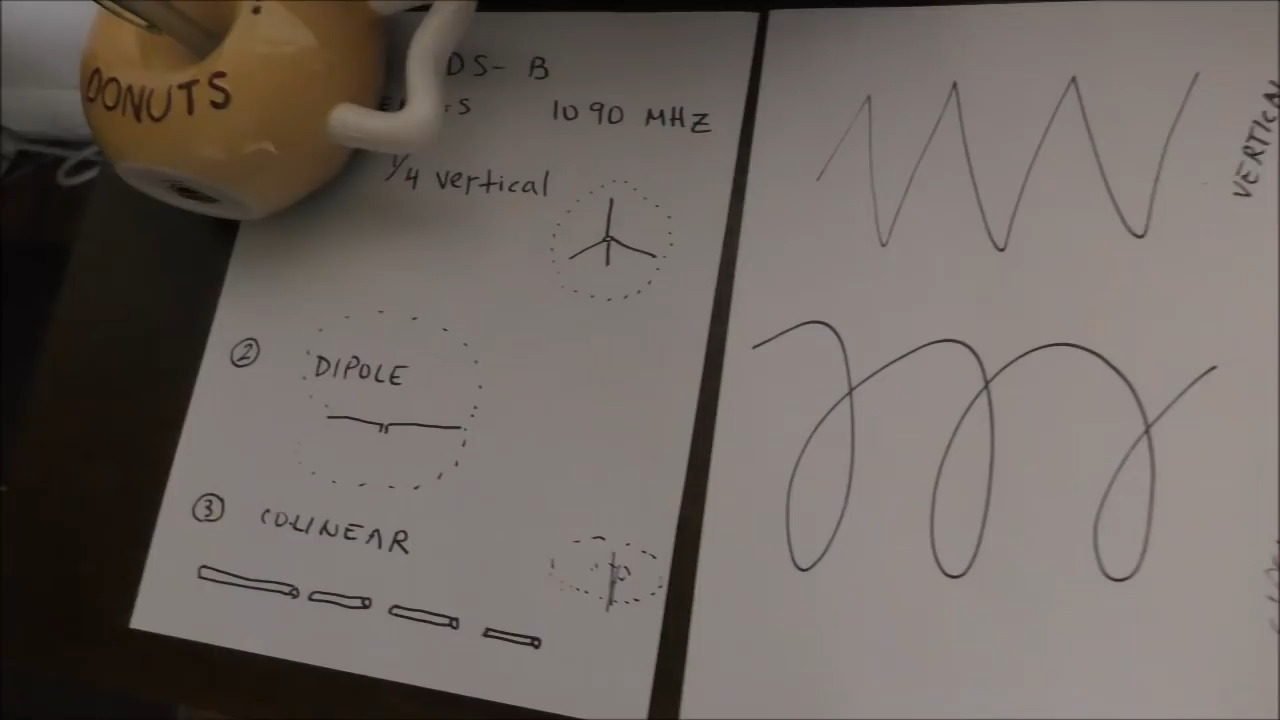 DONUTS
DS-B
1090 MHZ
1/4 vertical
② DIPOLE
③ COLINEAR
VERTICAL